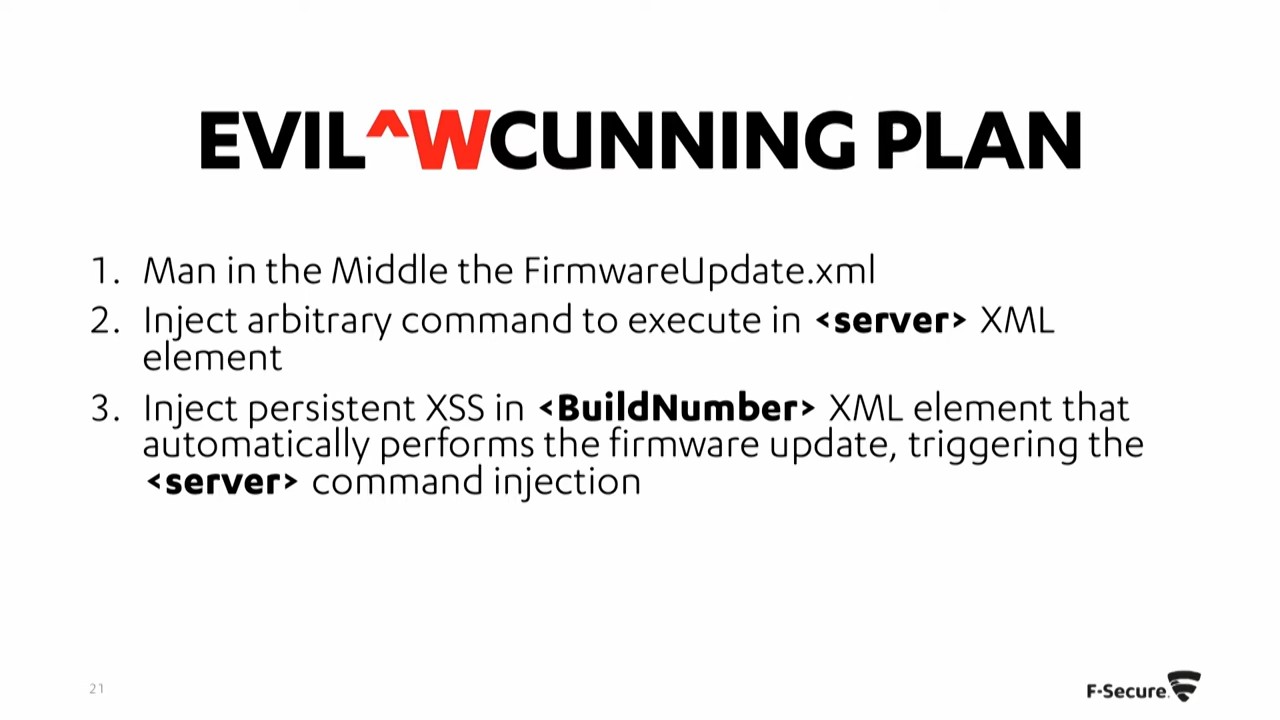 EVIL^WCUNNING PLAN
1. Man in the Middle the FirmwareUpdate.xml
2. Inject arbitrary command to execute in <server> XML
element
3. Inject persistent XSS in <BuildNumber> XML element that
automatically performs the firmware update, triggering the
<server> command injection
21
F-Secure.